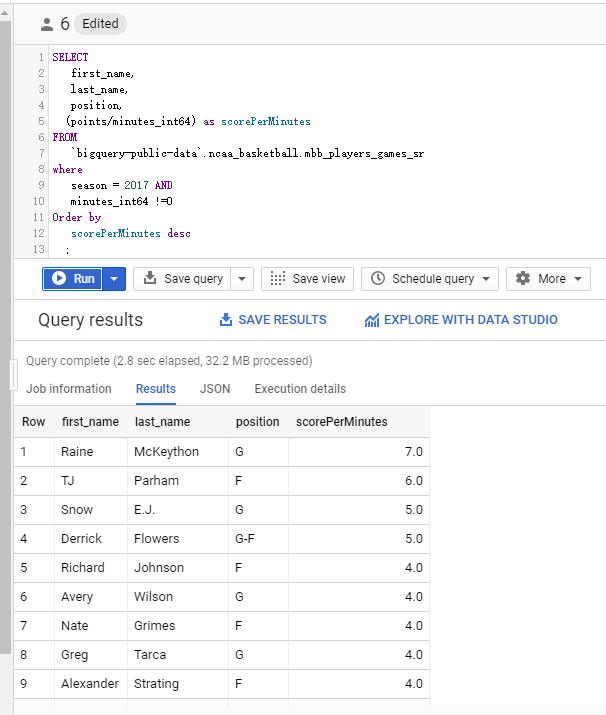 6 Edited
1 SELECT
2 first_name,
3 last_name,
4 position,
5 (points/minutes_int64) as scorePerMinutes
6 FROM
7 `bigquery-public-data`.ncaa_basketball.mbb_players_games_sr
8 where
9 season = 2017 AND
10 minutes_int64 !=0
11 Order by
12 scorePerMinutes desc
13 ;
Run Save query Save view Schedule query More
Query results SAVE RESULTS EXPLORE WITH DATA STUDIO
Query complete (2.8 sec elapsed, 32.2 MB processed)
Job information Results JSON Execution details
Row first_name last_name position scorePerMinutes
1 Raine McKeython G 7.0
2 TJ Parham F 6.0
3 Snow E.J. G 5.0
4 Derrick Flowers G-F 5.0
5 Richard Johnson F 4.0
6 Avery Wilson G 4.0
7 Nate Grimes F 4.0
8 Greg Tarca G 4.0
9 Alexander Strating F 4.0